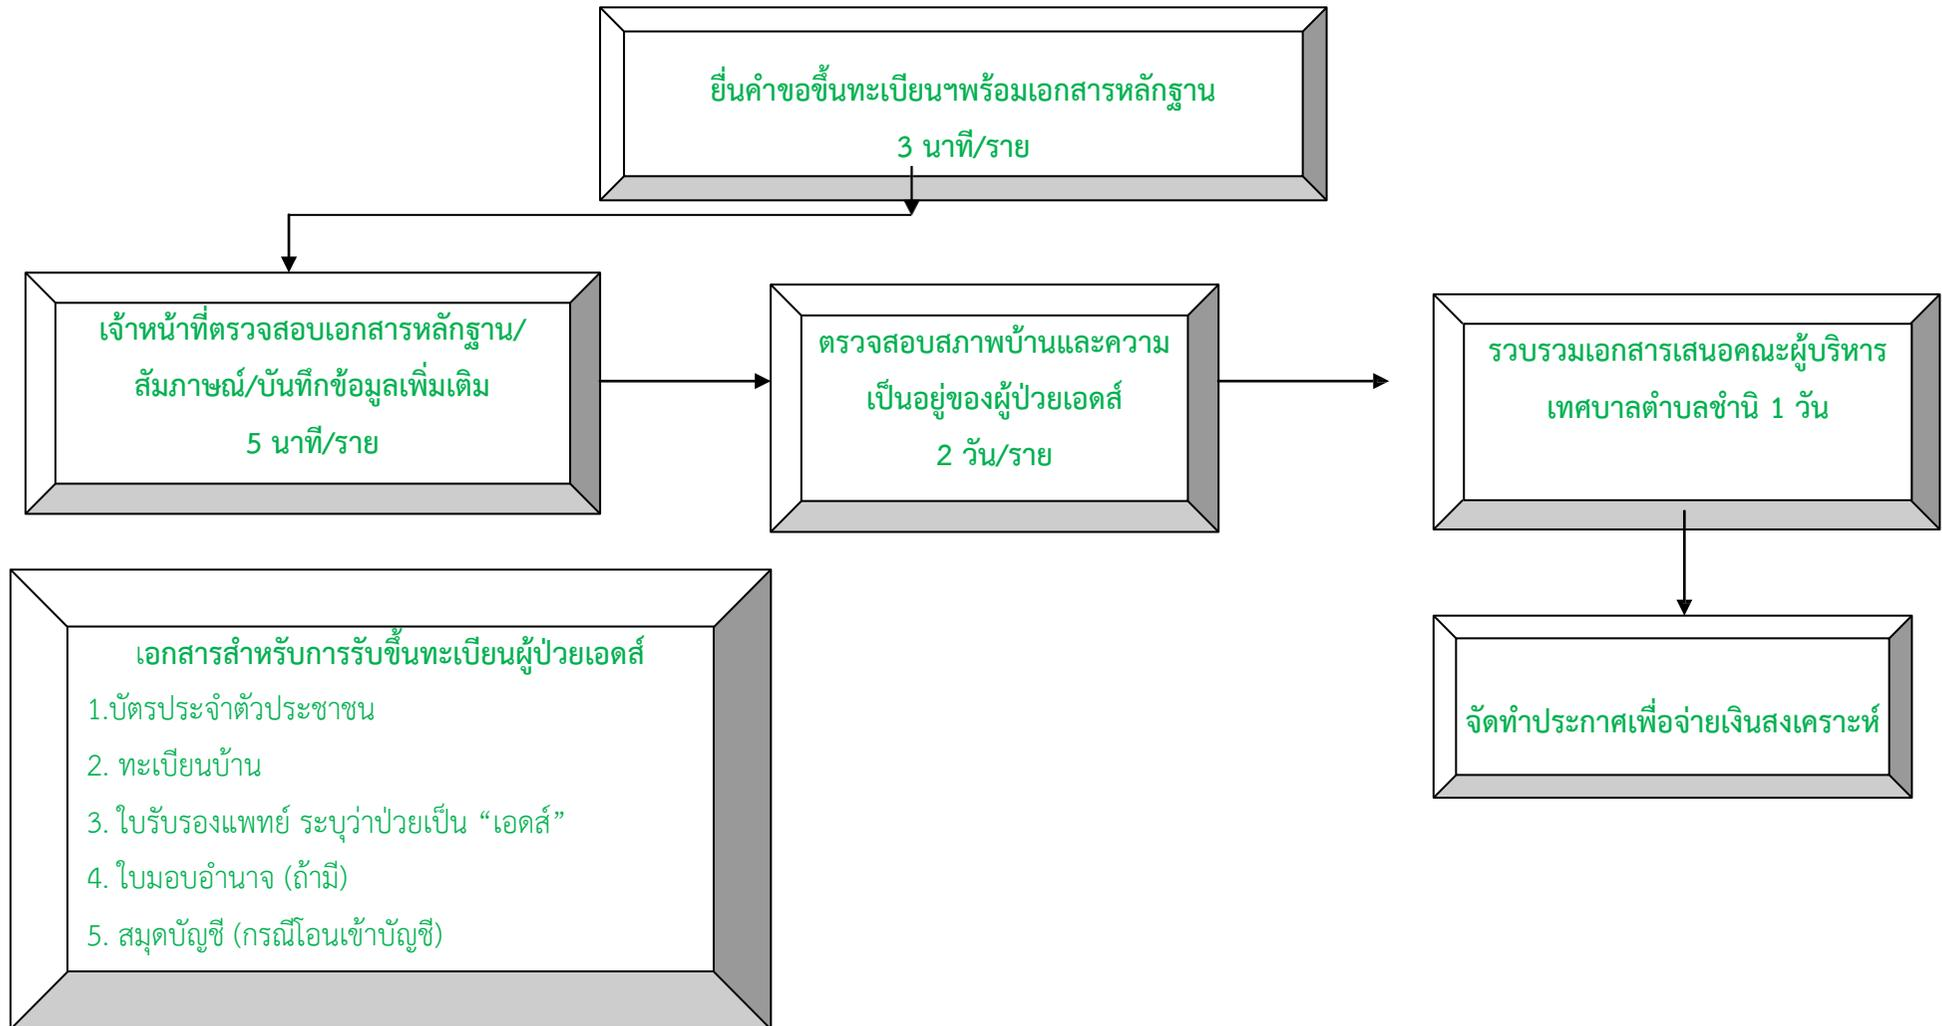 ยื่นคำขอขึ้นทะเบียนฯพร้อมเอกสารหลักฐาน
3 นาที/ราย
เจ้าหน้าที่ตรวจสอบเอกสารหลักฐาน/
สัมภาษณ์/บันทึกข้อมูลเพิ่มเติม
5 นาที/ราย
ตรวจสอบสภาพบ้านและความ
เป็นอยู่ของผู้ป่วยเอดส์
2 วัน/ราย
รวบรวมเอกสารเสนอคณะผู้บริหาร
เทศบาลตำบลชำนิ 1 วัน
จัดทำประกาศเพื่อจ่ายเงินสงเคราะห์
เอกสารสำหรับการรับขึ้นทะเบียนผู้ป่วยเอดส์
1.บัตรประจำตัวประชาชน
2. ทะเบียนบ้าน
3. ใบรับรองแพทย์ ระบุว่าป่วยเป็น “เอดส์”
4. ใบมอบอำนาจ (ถ้ามี)
5. สมุดบัญชี (กรณีโอนเข้าบัญชี)